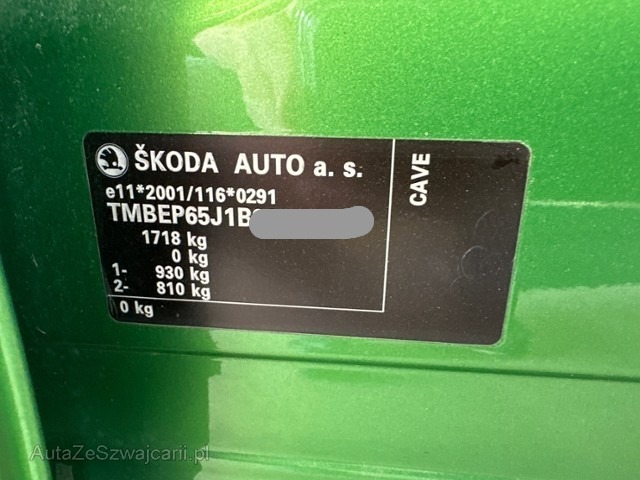 ŠKODA AUTO a. s.
e11*2001/116*0291
TMBEP65J1B
1718 kg
0 kg
1- 930 kg
2- 810 kg
0 kg
CAVE
AutaZeSzwajcarii.pl